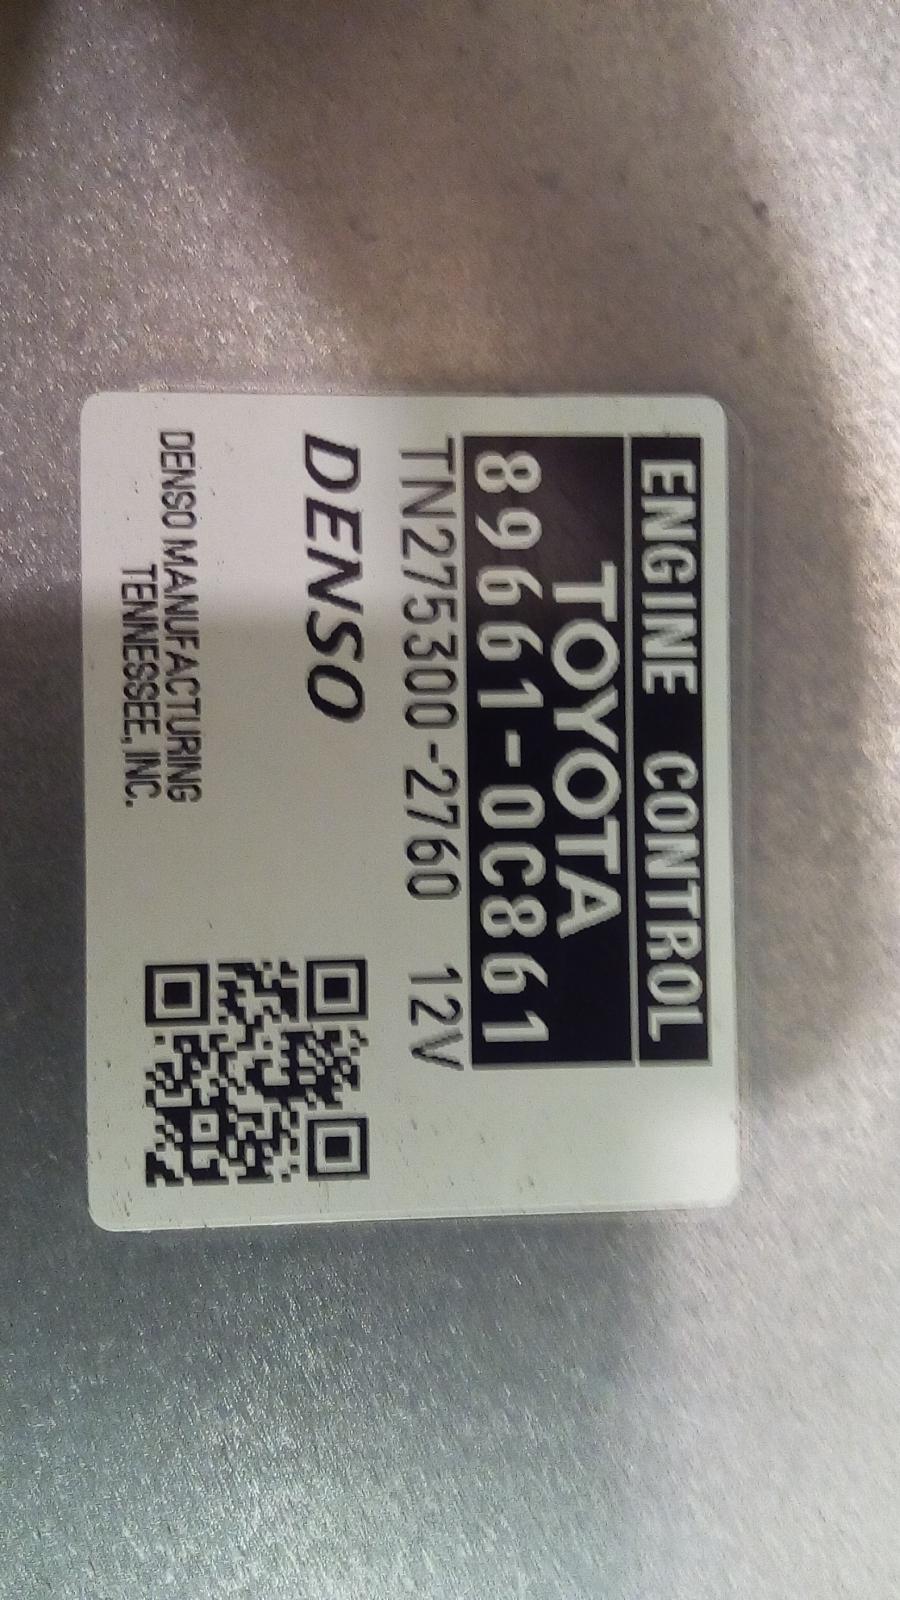 ENGINE CONTROL
TOYOTA
89661-0C861
TN275300-2760 12V
DENSO
DENSO MANUFACTURING
TENNESSEE, INC.